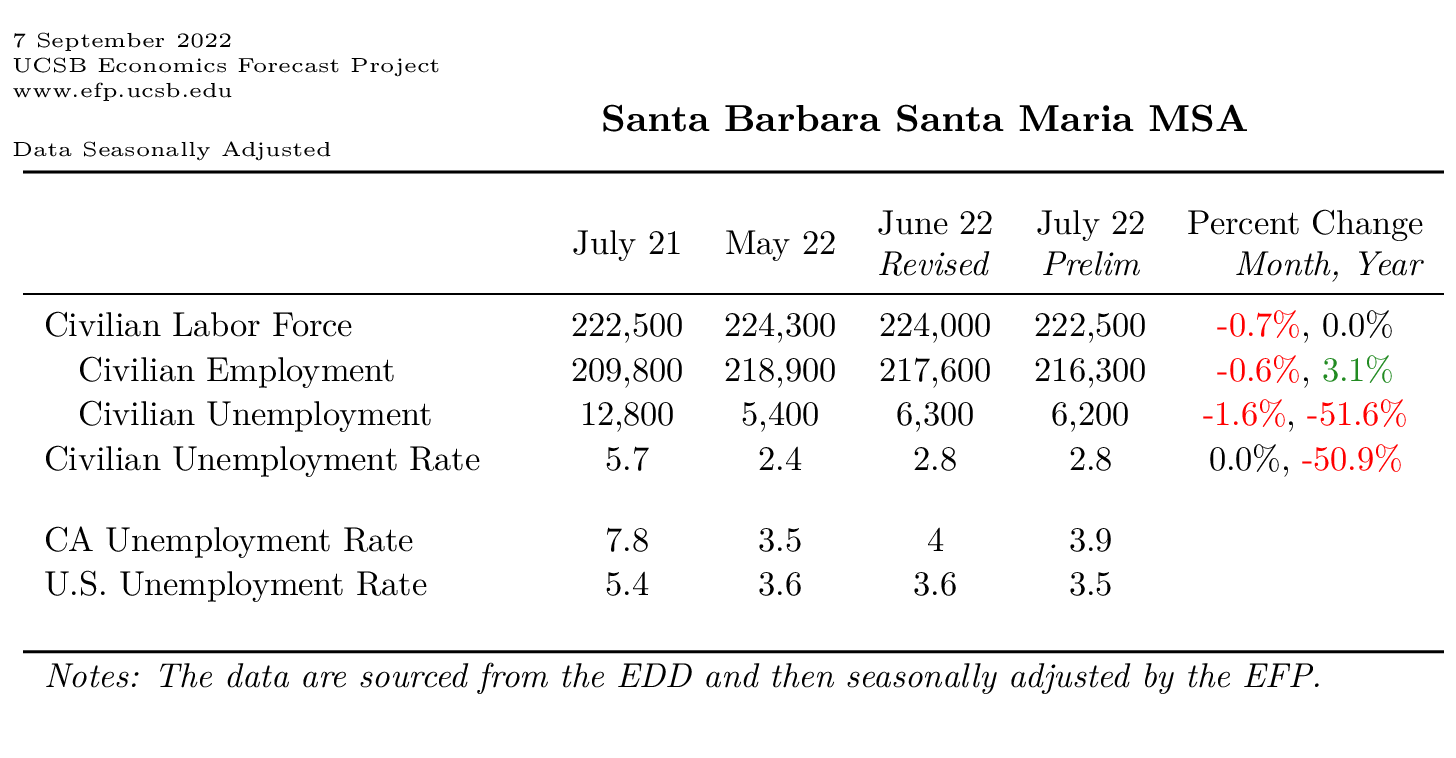 7 September 2022
UCSB Economics Forecast Project
www.efp.ucsb.edu
Santa Barbara Santa Maria MSA
Data Seasonally Adjusted
July 21 May 22 June 22 Revised July 22 Prelim Percent Change Month, Year
Civilian Labor Force 222,500 224,300 224,000 222,500 -0.7%, 0.0%
Civilian Employment 209,800 218,900 217,600 216,300 -0.6%, 3.1%
Civilian Unemployment 12,800 5,400 6,300 6,200 -1.6%, -51.6%
Civilian Unemployment Rate 5.7 2.4 2.8 2.8 0.0%, -50.9%
CA Unemployment Rate 7.8 3.5 4 3.9
U.S. Unemployment Rate 5.4 3.6 3.6 3.5
Notes: The data are sourced from the EDD and then seasonally adjusted by the EFP.